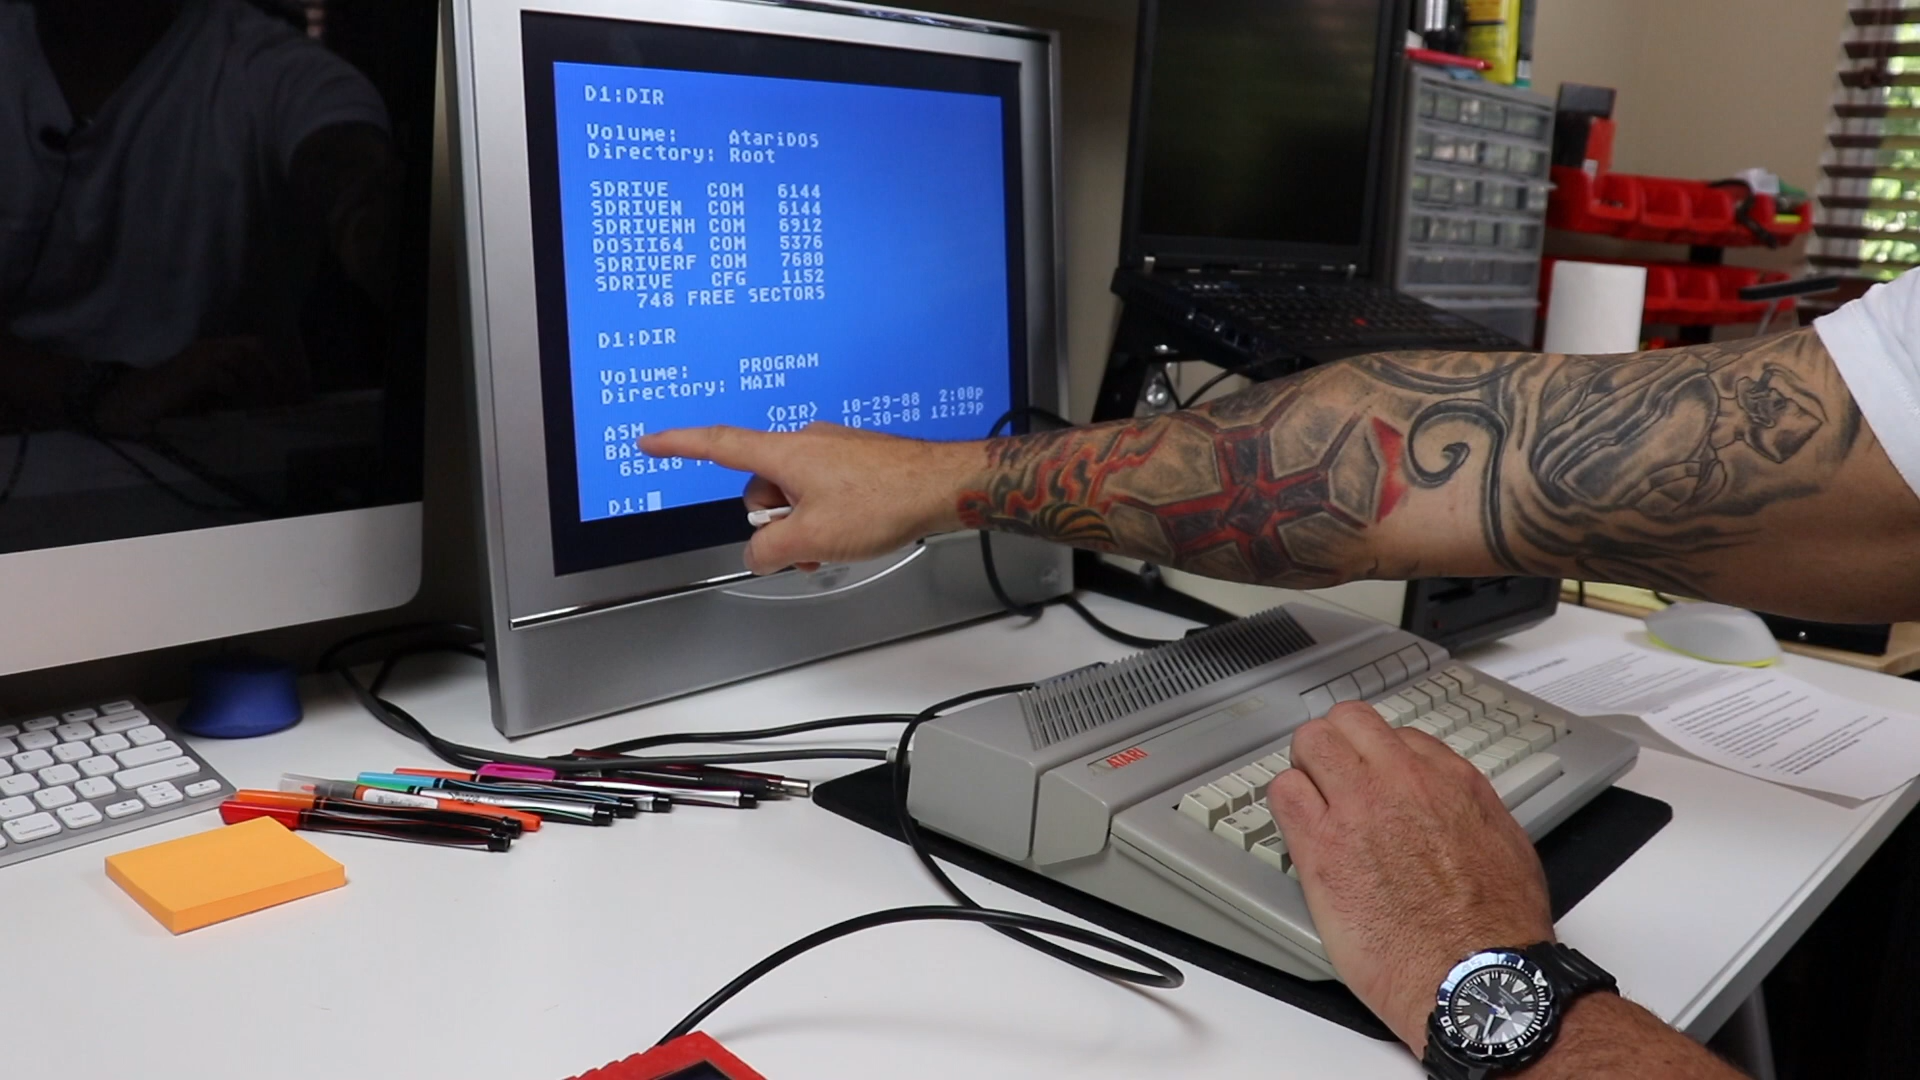 D1:DIR
Volume: AtariDOS
Directory: Root
SDRIVE COM 6144
SDRIVEN COM 6144
SDRIVENH COM 6912
DOSII64 COM 5376
SDRIVERF COM 7680
SDRIVE CFG 1152
748 FREE SECTORS
D1:DIR
Volume: PROGRAM
Directory: MAIN
ASM <DIR> 10-29-88 2:00p
10-30-88 12:29p
65148
D1:
ATARI